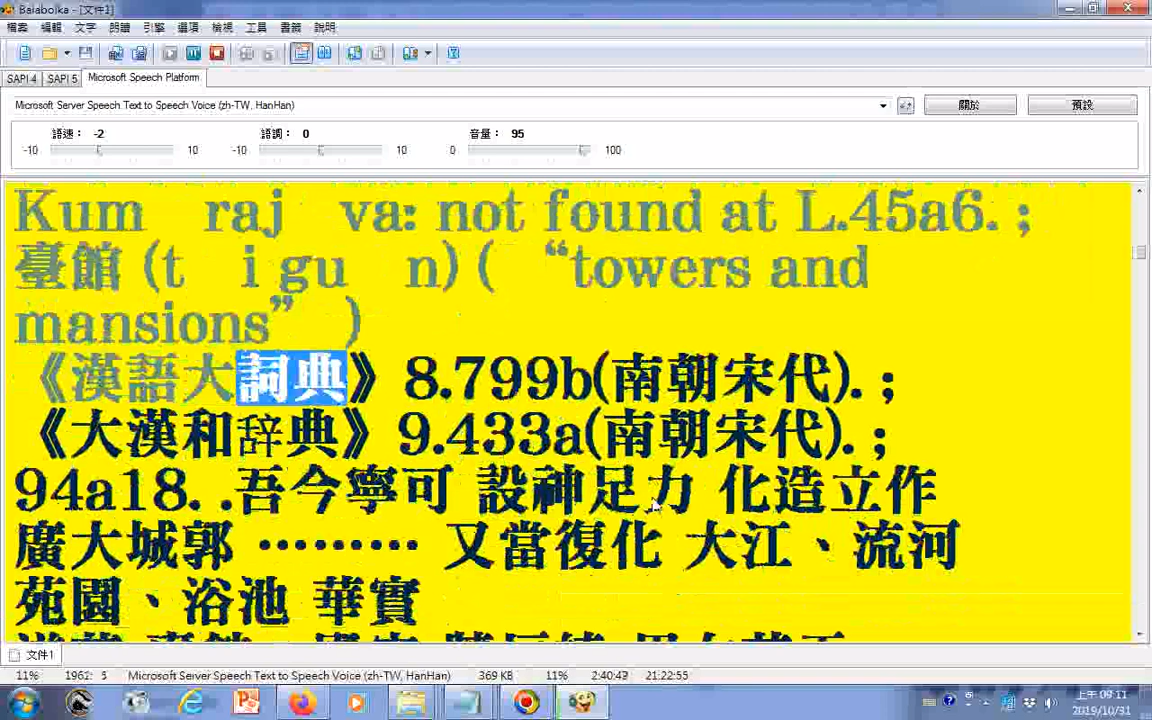 Balabolka - [文件1]
檔案 編輯 文字 朗讀 引擎 選項 檢視 工具 書籤 說明
SAPI 4 SAPI 5 Microsoft Speech Platform
Microsoft Server Speech Text to Speech Voice (zh-TW, HanHan) 關於 預設
語速： -2 語調： 0 音量： 95
-10 10 -10 10 0 100
Kum raj va: not found at L.45a6. ;
臺館 (t i gu n) ( “towers and
mansions” )
《漢語大詞典》 8.799b(南朝宋代). ;
《大漢和辞典》 9.433a(南朝宋代). ;
94a18. .吾今寧可 設神足力 化造立作
廣大城郭 ……… 又當復化 大江、流河
苑園、浴池 華實
文件1
11% 1962: 5 Microsoft Server Speech Text to Speech Voice (zh-TW, HanHan) 369 KB 11% 2:40:43 21:22:55
上午 09:11
2019/10/31